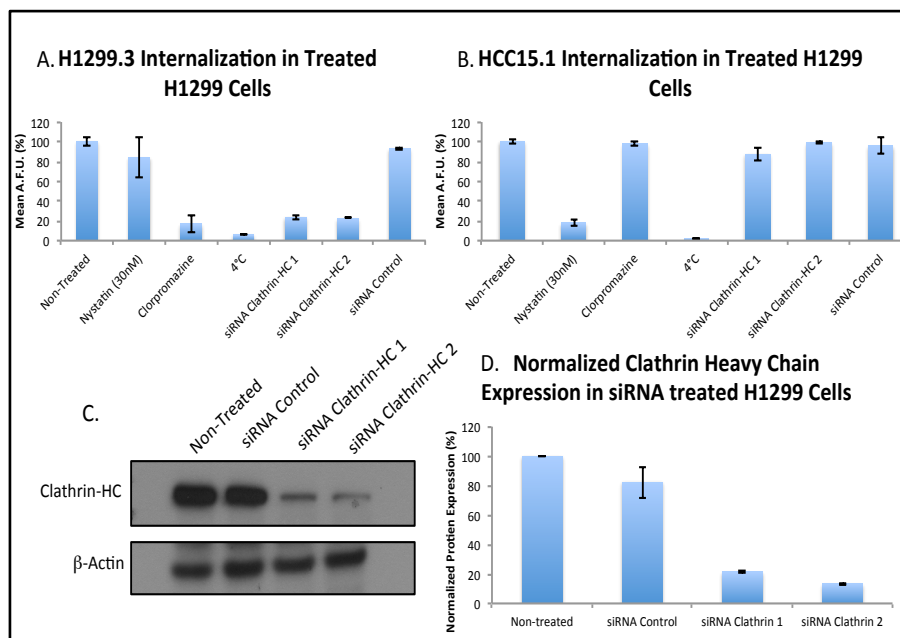 A. H1299.3 Internalization in Treated
H1299 Cells
Mean A.F.U. (%)
120
100
80
60
40
20
0
Non-Treated
Nystatin (30nM)
Clorpromazine
4°C
siRNA Clathrin-HC 1
siRNA Clathrin-HC 2
siRNA Control
B. HCC15.1 Internalization in Treated H1299
Cells
Mean A.F.U. (%)
120
100
80
60
40
20
0
Non-Treated
Nystatin (30nM)
Clorpromazine
4°C
siRNA Clathrin-HC 1
siRNA Clathrin-HC 2
siRNA Control
C.
Non-Treated
siRNA Control
siRNA Clathrin-HC 1
siRNA Clathrin-HC 2
Clathrin-HC
β-Actin
D. Normalized Clathrin Heavy Chain
Expression in siRNA treated H1299 Cells
Normalized Protien Expression (%)
120
100
80
60
40
20
0
Non-treated
siRNA Control
siRNA Clathrin 1
siRNA Clathrin 2